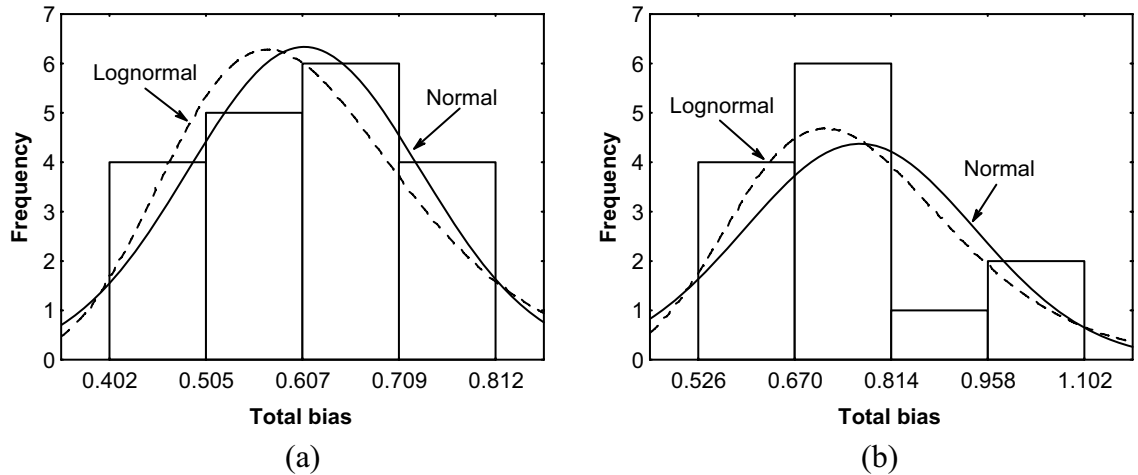 7
6
5
4
3
2
1
0
Frequency
Lognormal
Normal
0.402 0.505 0.607 0.709 0.812
Total bias
(a)
7
6
5
4
3
2
1
0
Frequency
Lognormal
Normal
0.526 0.670 0.814 0.958 1.102
Total bias
(b)